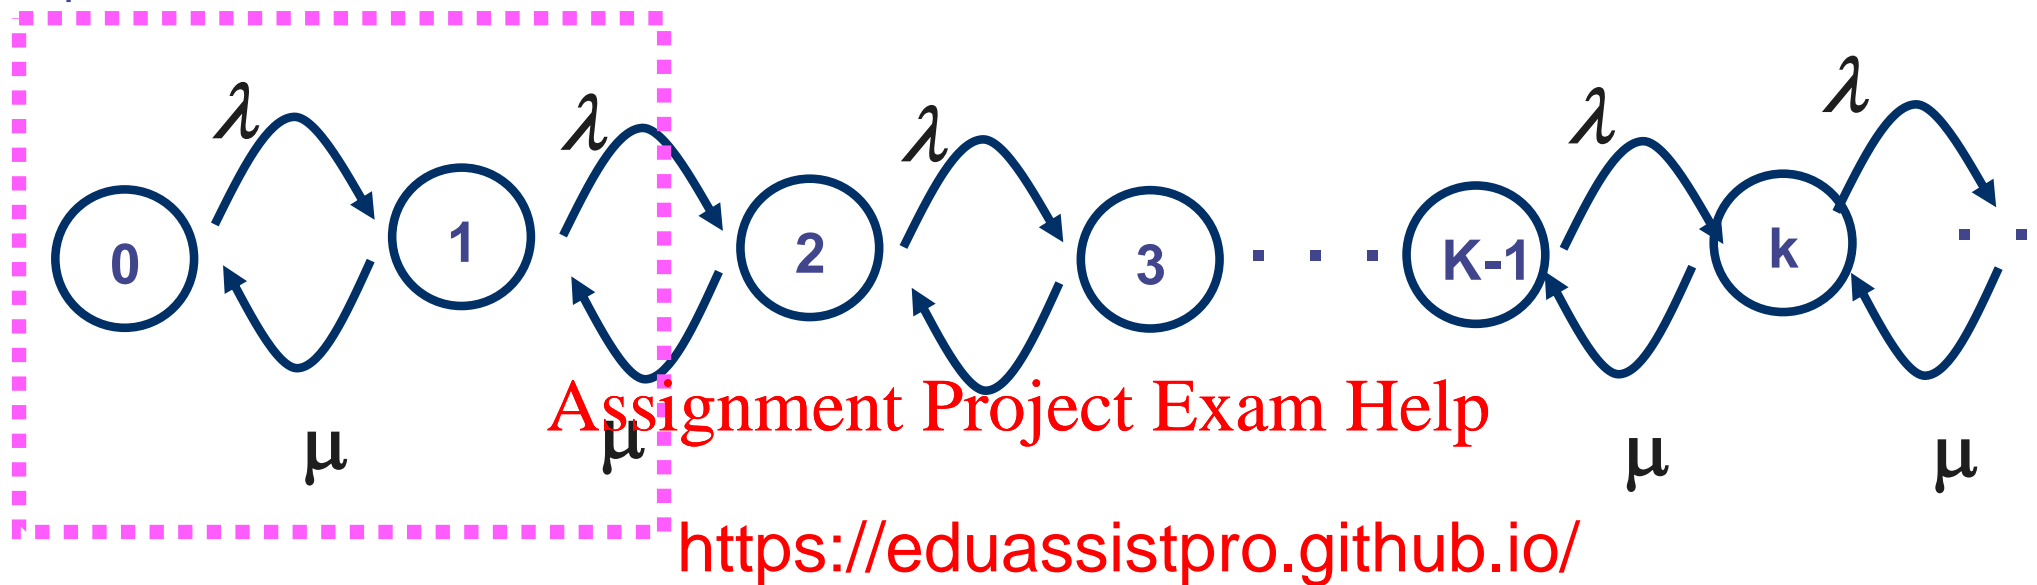 λ λ λ λ λ
0 1 2 3 . . . K-1 k . .
Assignment Project Exam Help
μ μ μ μ
https://eduassistpro.github.io/